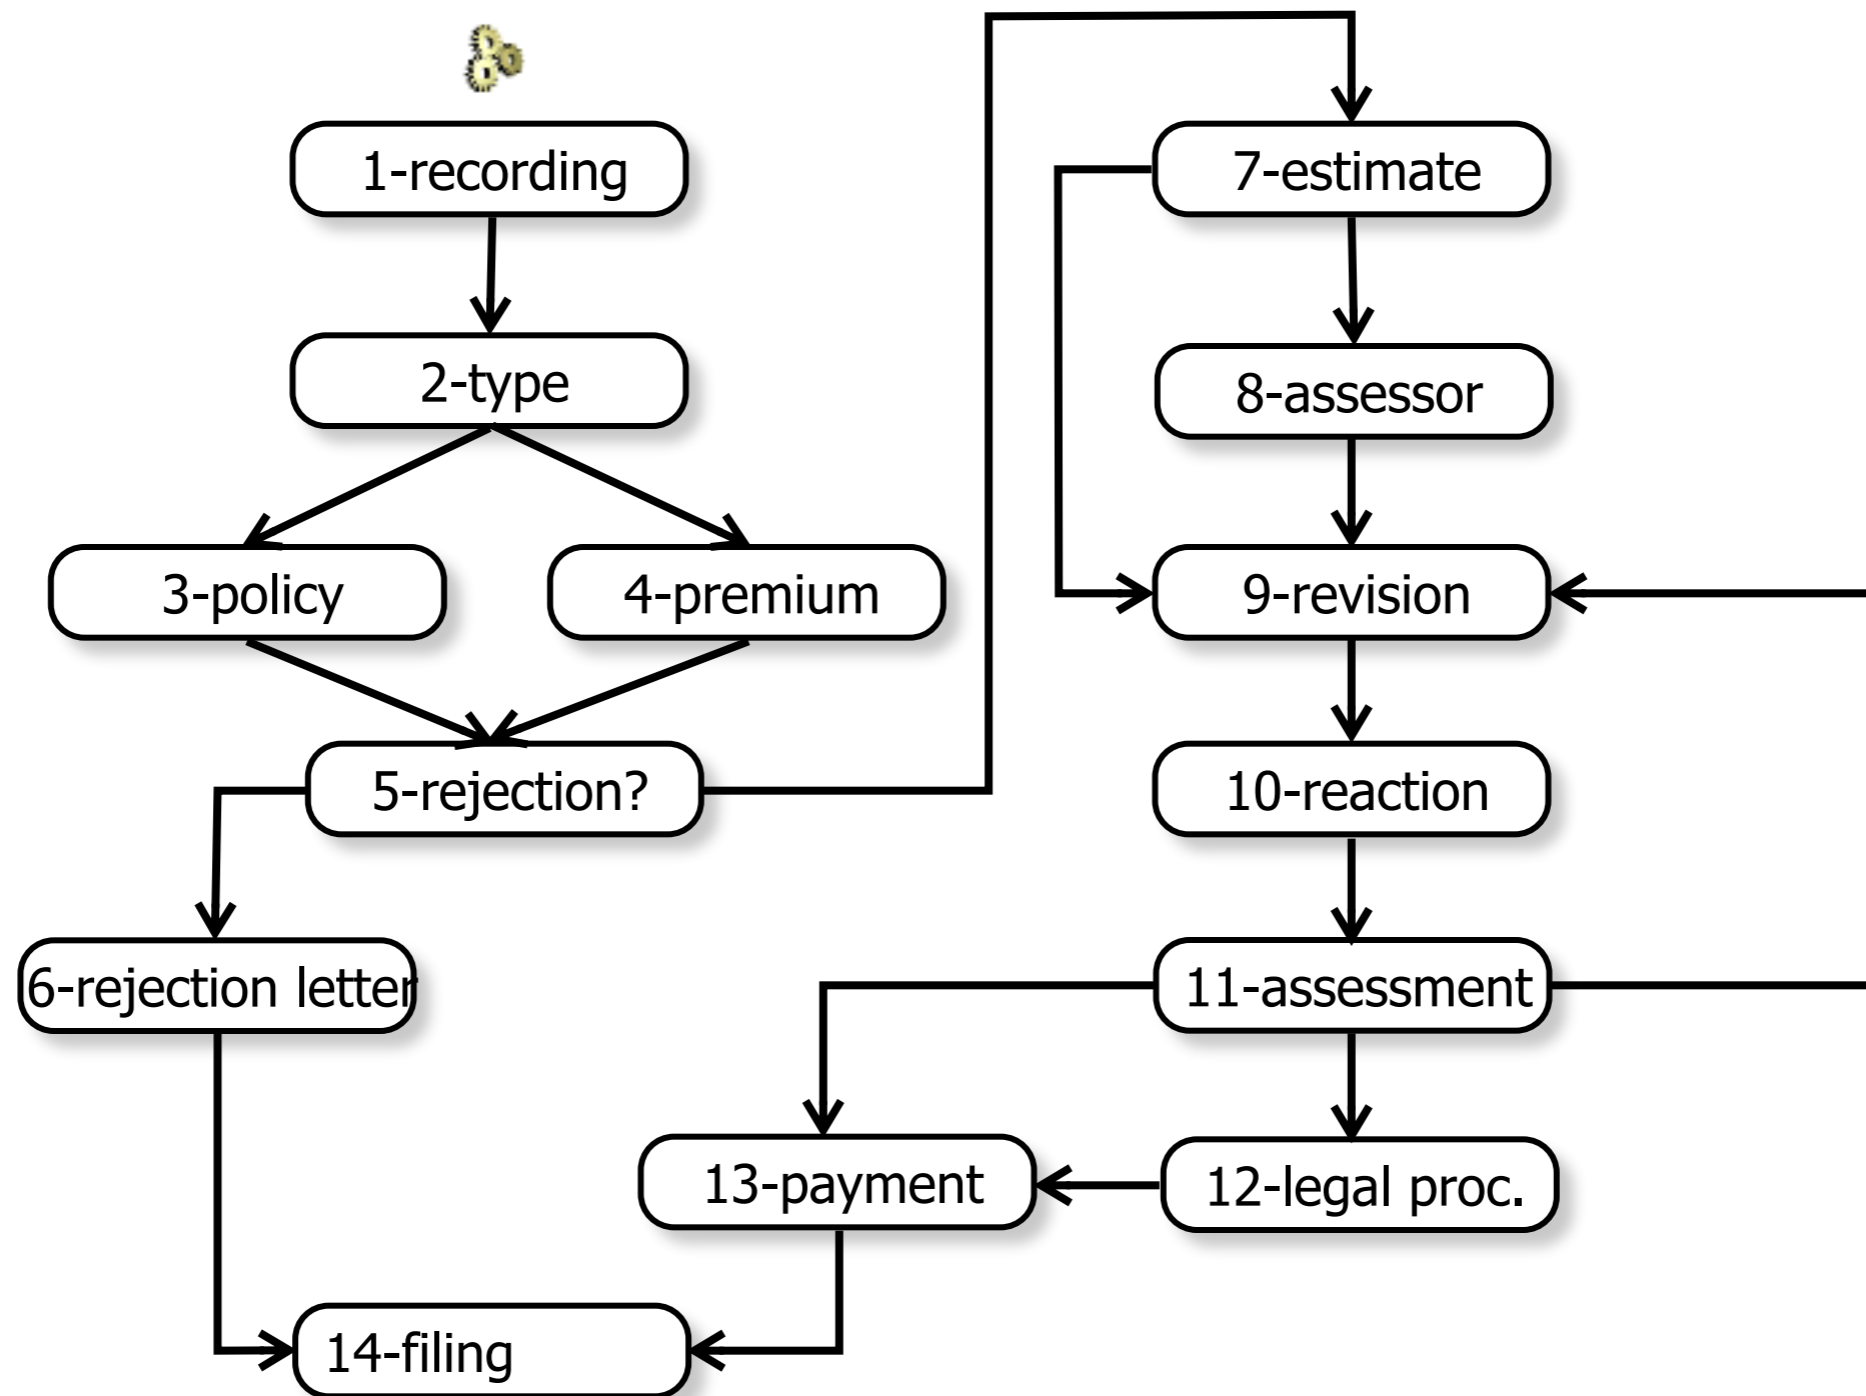 1-recording
2-type
3-policy
4-premium
5-rejection?
6-rejection letter
7-estimate
8-assessor
9-revision
10-reaction
11-assessment
12-legal proc.
13-payment
14-filing